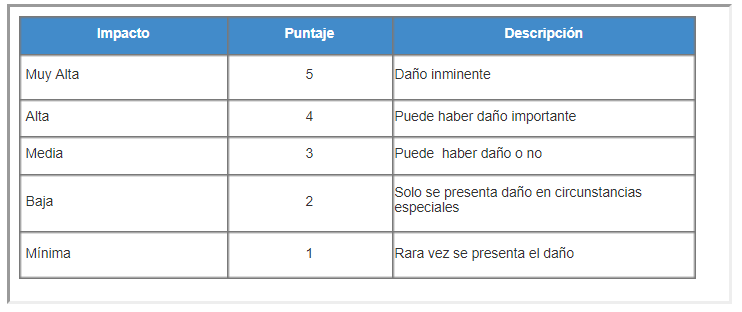 Impacto Puntaje Descripción
Muy Alta 5 Daño inminente
Alta 4 Puede haber daño importante
Media 3 Puede  haber daño o no
Baja 2 Solo se presenta daño en circunstancias
especiales
Mínima 1 Rara vez se presenta el daño